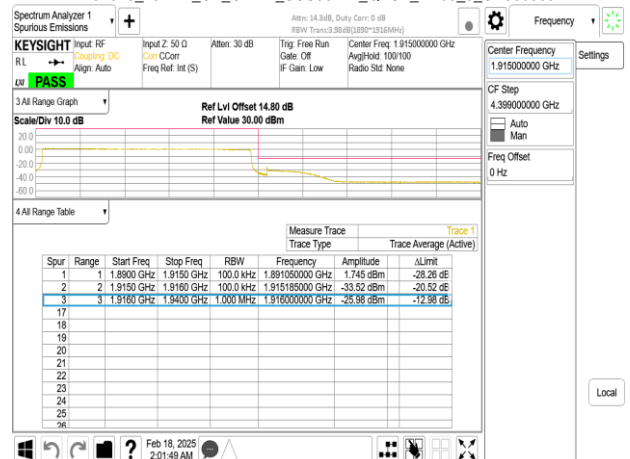 Spectrum Analyzer 1
Spurious Emissions
Attn: 14.3dB, Duty Corr: 0 dB
RBW Trans:3.98dB(1890~1916MHz)
Frequency
KEYSIGHT
RL
Align: Auto
LXI
PASS
Input: RF
Coupling: DC
Input Z: 50 Ω
Corr CCorr
Freq Ref: Int (S)
Atten: 30 dB
Trig: Free Run
Gate: Off
IF Gain: Low
Center Freq: 1.915000000 GHz
Avg|Hold: 100/100
Radio Std: None
Center Frequency
1.915000000 GHz
Settings
CF Step
4.399000000 GHz
Auto
Man
Freq Offset
0 Hz
Local
3 All Range Graph
Scale/Div 10.0 dB
Ref Lvl Offset 14.80 dB
Ref Value 30.00 dBm
20.0
0.00
-20.0
-40.0
-60.0
4 All Range Table
Measure Trace Trace 1
Trace Type Trace Average (Active)
Spur Range Start Freq Stop Freq RBW Frequency Amplitude ΔLimit
1 1 1.8900 GHz 1.9150 GHz 100.0 kHz 1.891050000 GHz 1.745 dBm -28.26 dB
2 2 1.9150 GHz 1.9160 GHz 100.0 kHz 1.915185000 GHz -33.52 dBm -20.52 dB
3 3 1.9160 GHz 1.9400 GHz 1.000 MHz 1.916000000 GHz -25.98 dBm -12.98 dB
17
18
19
20
21
22
23
24
25
26
Feb 18, 2025
2:01:49 AM